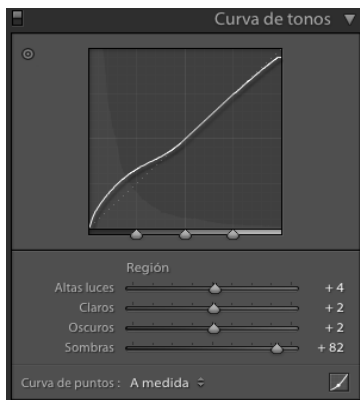 Curva de tonos
Región
Altas luces + 4
Claros + 2
Oscuros + 2
Sombras + 82
Curva de puntos : A medida